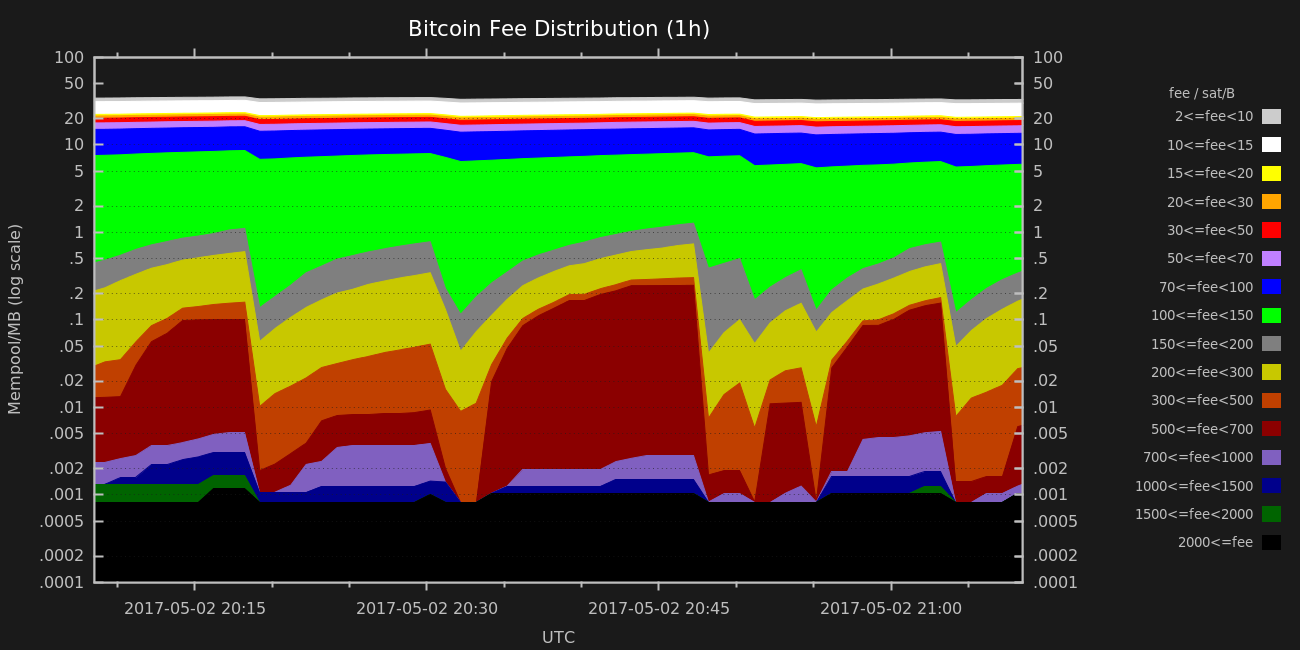 Bitcoin Fee Distribution (1h)
100
50
20
10
5
2
1
.5
.2
.1
.05
.02
.01
.005
.002
.001
.0005
.0002
.0001
Mempool/MB (log scale)
100
50
20
10
5
2
1
.5
.2
.1
.05
.02
.01
.005
.002
.001
.0005
.0002
.0001
2017-05-02 20:15
2017-05-02 20:30
2017-05-02 20:45
2017-05-02 21:00
UTC
fee / sat/B
2<=fee<10
10<=fee<15
15<=fee<20
20<=fee<30
30<=fee<50
50<=fee<70
70<=fee<100
100<=fee<150
150<=fee<200
200<=fee<300
300<=fee<500
500<=fee<700
700<=fee<1000
1000<=fee<1500
1500<=fee<2000
2000<=fee